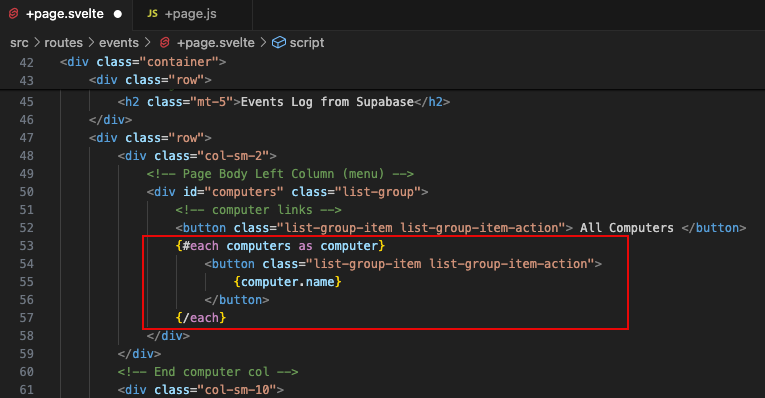 +page.svelte
JS +page.js
src > routes > events > +page.svelte > script
42 <div class="container">
43 <div class="row">
45 <h2 class="mt-5">Events Log from Supabase</h2>
46 </div>
47 <div class="row">
48 <div class="col-sm-2">
49 <!-- Page Body Left Column (menu) -->
50 <div id="computers" class="list-group">
51 <!-- computer links -->
52 <button class="list-group-item list-group-item-action"> All Computers </button>
53 {#each computers as computer}
54 <button class="list-group-item list-group-item-action">
55 {computer.name}
56 </button>
57 {/each}
58 </div>
59 </div>
60 <!-- End computer col -->
61 <div class="col-sm-10">